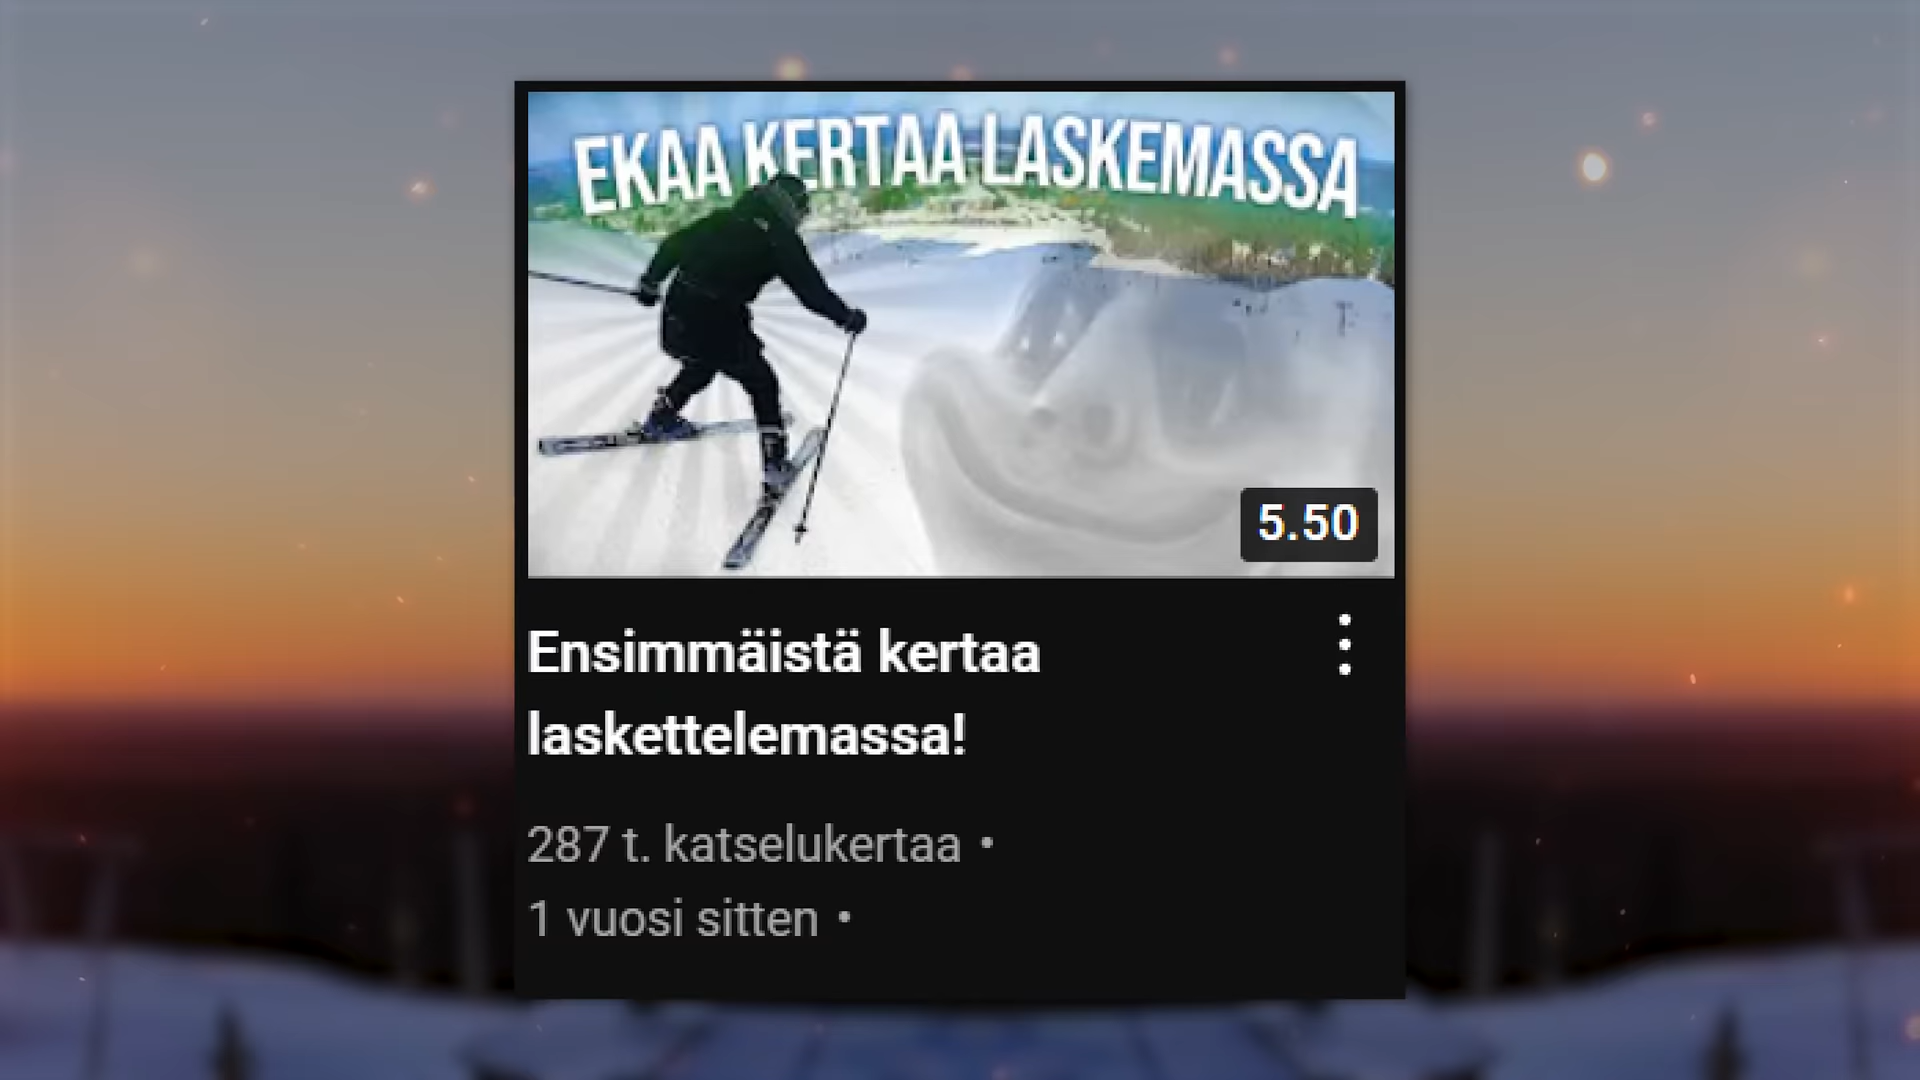 EKAA KERTAA LASKEMASSA
5.50
Ensimmäistä kertaa
laskettelemassa!
287 t. katselukertaa •
1 vuosi sitten •